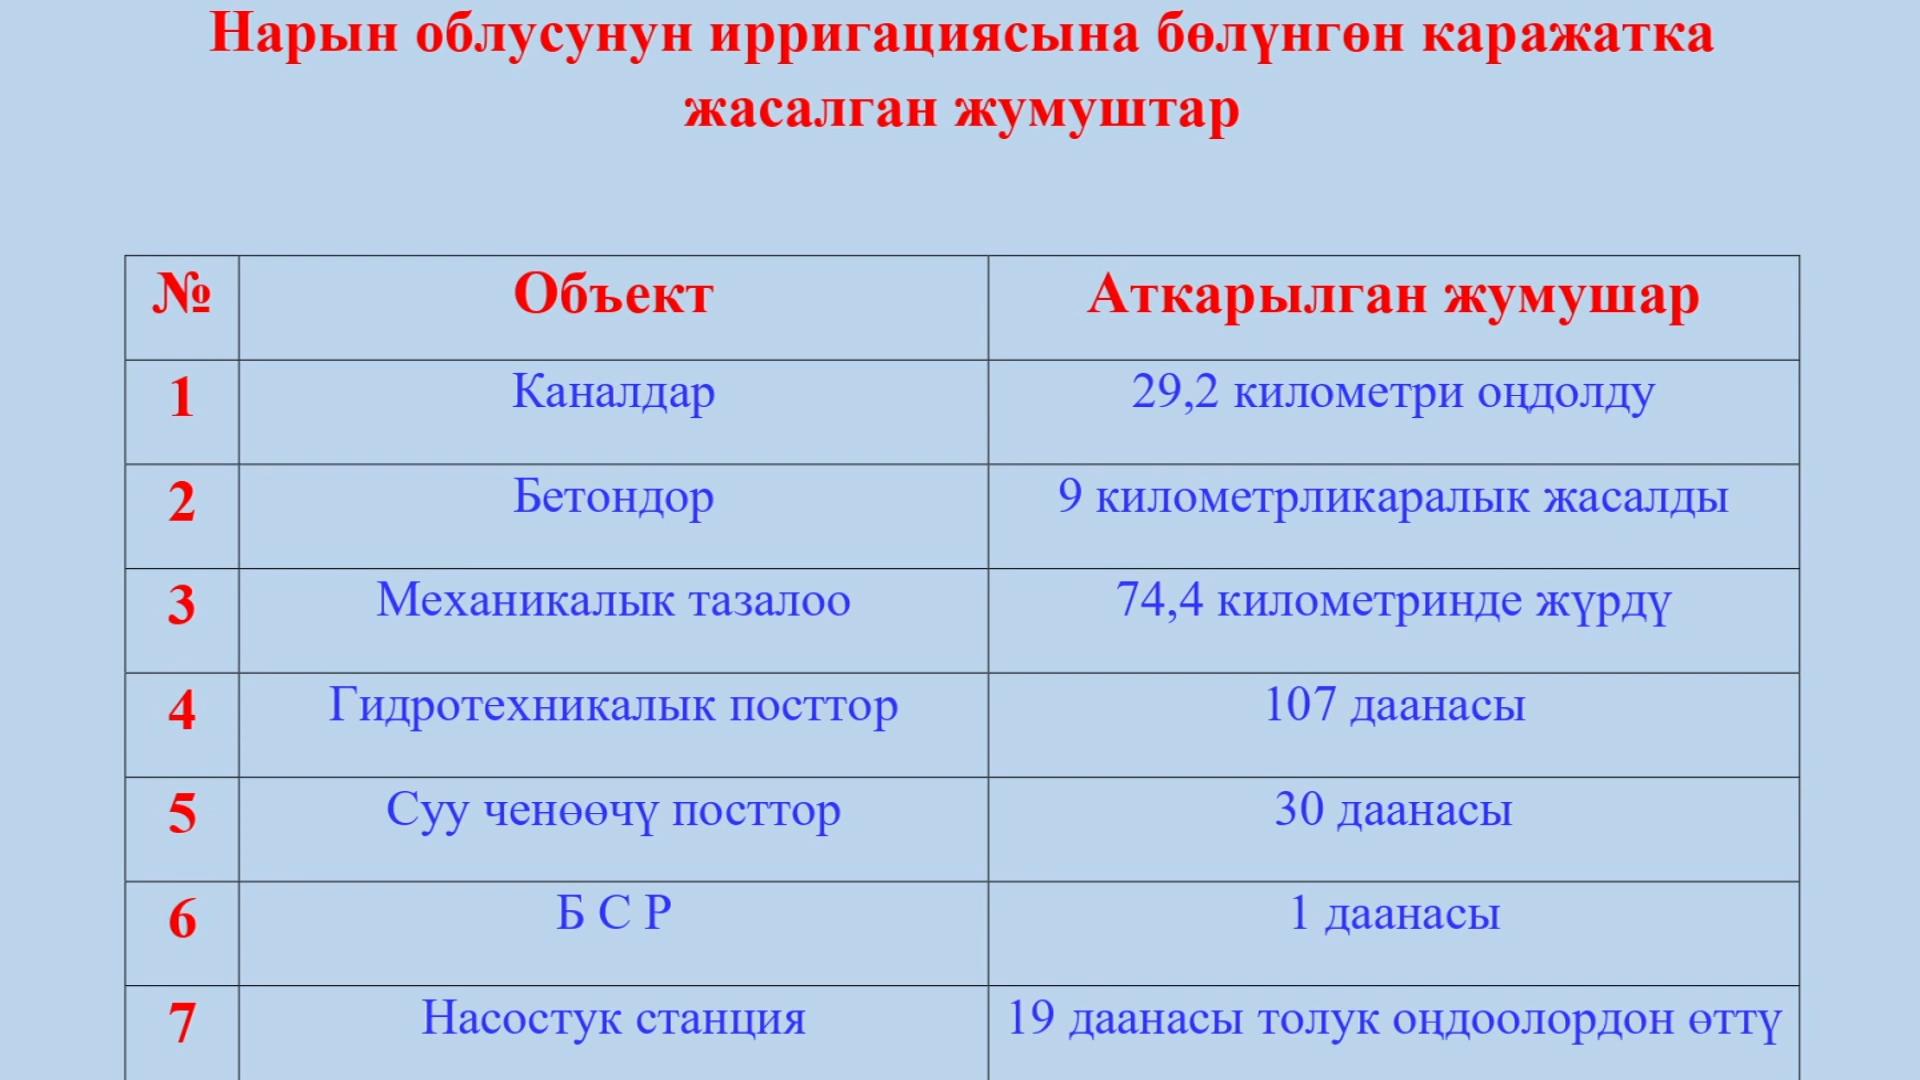 Нарын облусунун ирригациясына бөлүнгөн каражатка
жасалган жумуштар
№ Объект Аткарылган жумушар
1 Каналдар 29,2 километри оңдолду
2 Бетондор 9 километрликаралык жасалды
3 Механикалык тазалоо 74,4 километринде жүрдү
4 Гидротехникалык посттор 107 даанасы
5 Суу ченөөчү посттор 30 даанасы
6 Б С Р 1 даанасы
7 Насостук станция 19 даанасы толук оңдоолордон өттү